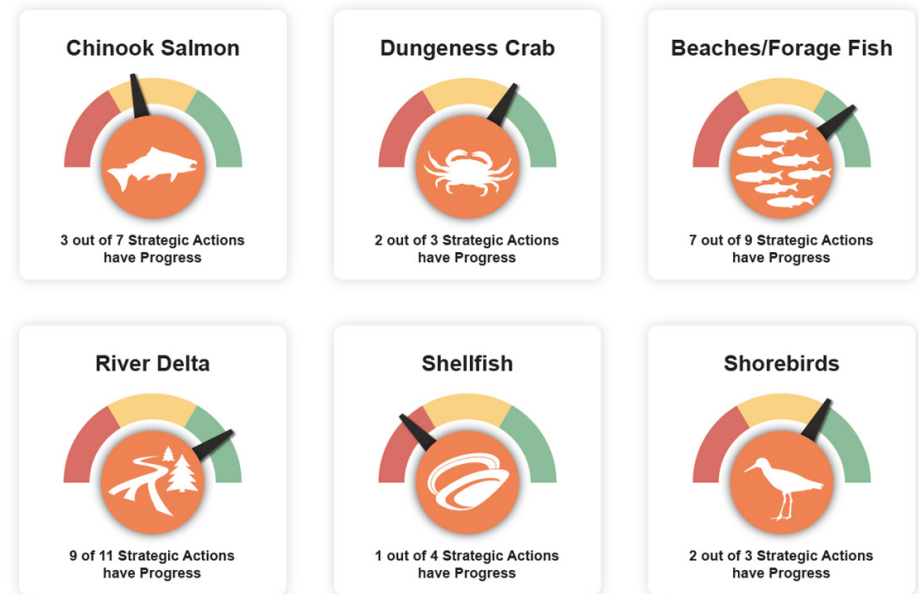 Chinook Salmon
3 out of 7 Strategic Actions
have Progress
Dungeness Crab
2 out of 3 Strategic Actions
have Progress
Beaches/Forage Fish
7 out of 9 Strategic Actions
have Progress
River Delta
9 of 11 Strategic Actions
have Progress
Shellfish
1 out of 4 Strategic Actions
have Progress
Shorebirds
2 out of 3 Strategic Actions
have Progress